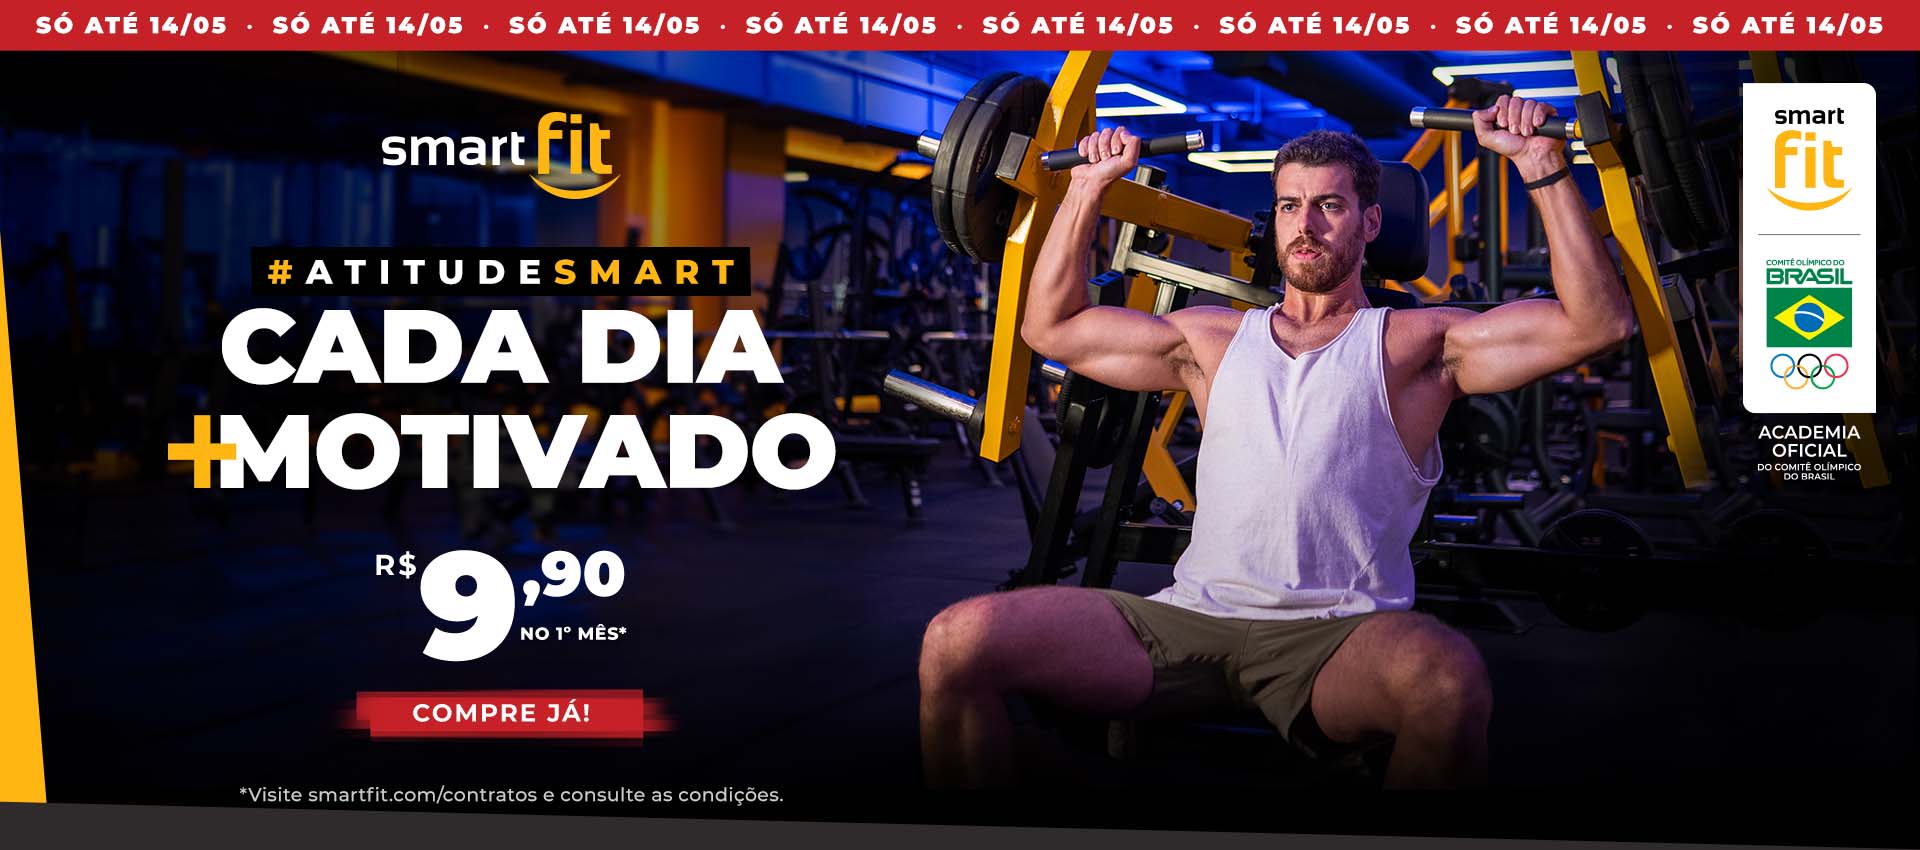 SÓ ATÉ 14/05 · SÓ ATÉ 14/05 · SÓ ATÉ 14/05 · SÓ ATÉ 14/05 · SÓ ATÉ 14/05 · SÓ ATÉ 14/05 · SÓ ATÉ 14/05 · SÓ ATÉ 14/05
smart fit
#ATITUDESMART
CADA DIA
+MOTIVADO
R$ 9,90
NO 1º MÊS*
COMPRE JÁ!
*Visite smartfit.com/contratos e consulte as condições.
smart
fit
COMITÊ OLÍMPICO DO
BRASIL
ACADEMIA
OFICIAL
DO COMITÊ OLÍMPICO
DO BRASIL